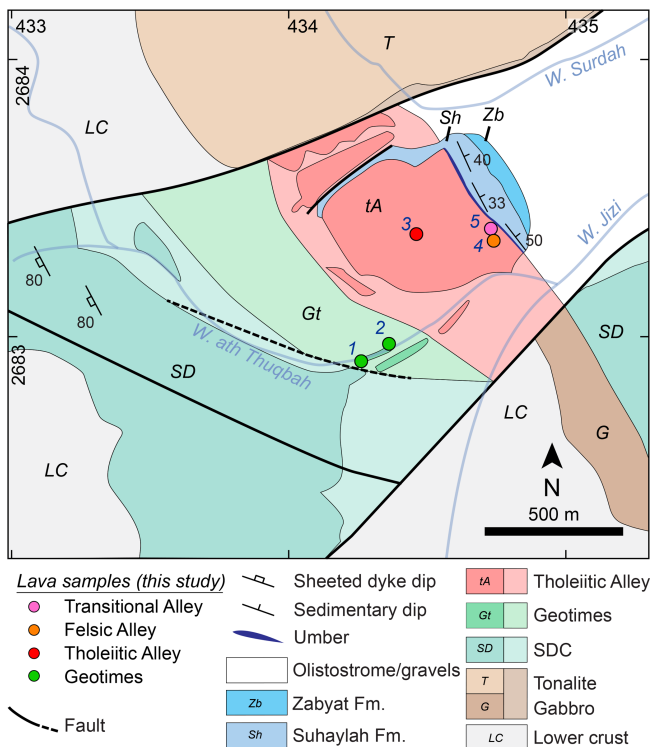 433
434
435
2684
2683
T
W. Surdah
LC
Sh
Zb
40
tA
33
3
5
4
50
W. Jizi
80
80
Gt
2
1
W. ath Thuqbah
SD
SD
LC
LC
G
N
500 m
Lava samples (this study)
Transitional Alley
Felsic Alley
Tholeiitic Alley
Geotimes
Fault
Sheeted dyke dip
Sedimentary dip
Umber
Olistostrome/gravels
Zb Zabyat Fm.
Sh Suhaylah Fm.
tA Tholeiitic Alley
Gt Geotimes
SD SDC
T Tonalite
G Gabbro
LC Lower crust